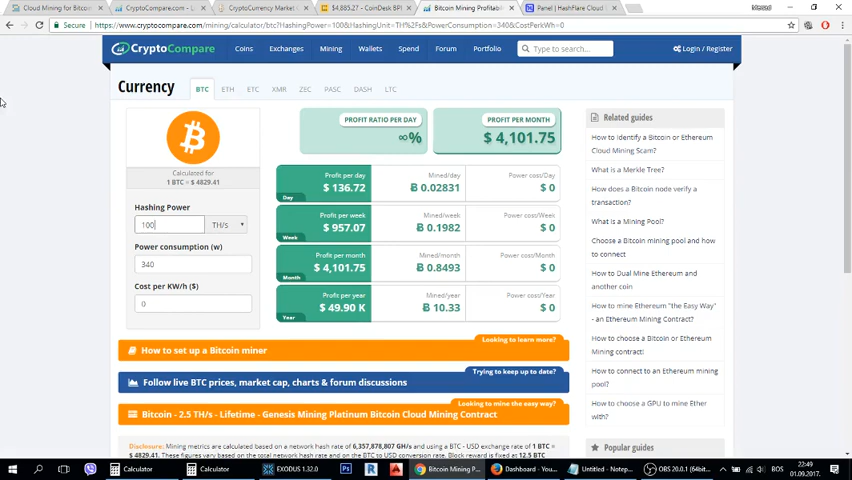 Cloud Mining for Bitcoin
CryptoCompare.com -
CryptoCurrency Market
$4,885.27 - CoinDesk BPI
Bitcoin Mining Profitabi
Panel | HashFlare Cloud
Secure
https://www.cryptocompare.com/mining/calculator/btc?HashingPower=100&HashingUnit=TH%2Fs&PowerConsumption=340&CostPerkWh=0
CryptoCompare
Coins
Exchanges
Mining
Wallets
Spend
Forum
Portfolio
Type to search...
Login / Register
Currency
BTC
ETH
ETC
XMR
ZEC
PASC
DASH
LTC
Calculated for
1 BTC = $ 4829.41
Hashing Power
100
TH/s
Power consumption (w)
340
Cost per KW/h ($)
0
PROFIT RATIO PER DAY
∞%
PROFIT PER MONTH
$ 4,101.75
Profit per day
$ 136.72
Day
Mined/day
Ƀ 0.02831
Power cost/Day
$ 0
Profit per week
$ 957.07
Week
Mined/week
Ƀ 0.1982
Power cost/Week
$ 0
Profit per month
$ 4,101.75
Month
Mined/month
Ƀ 0.8493
Power cost/Month
$ 0
Profit per year
$ 49.90 K
Year
Mined/year
Ƀ 10.33
Power cost/Year
$ 0
Looking to learn more?
How to set up a Bitcoin miner
Trying to keep up to date?
Follow live BTC prices, market cap, charts & forum discussions
Looking to mine the easy way?
Bitcoin - 2.5 TH/s - Lifetime - Genesis Mining Platinum Bitcoin Cloud Mining Contract
Disclosure: Mining metrics are calculated based on a network hash rate of 6,357,878,807 GH/s and using a BTC - USD exchange rate of 1 BTC =
$ 4829.41. These figures vary based on the total network hash rate and on the BTC to USD conversion rate. Block reward is fixed at 12.5 BTC
Related guides
How to Identify a Bitcoin or Ethereum
Cloud Mining Scam?
What is a Merkle Tree?
How does a Bitcoin node verify a
transaction?
What is a Mining Pool?
Choose a Bitcoin mining pool and how
to connect
How to Dual Mine Ethereum and
another coin
How to mine Ethereum "the Easy Way"
- an Ethereum Mining Contract?
How to choose a Bitcoin or Ethereum
Mining contract!
How to connect to an Ethereum mining
pool?
How to choose a GPU to mine Ether
with?
Popular guides
Calculator
Calculator
EXODUS 1.32.0
Bitcoin Mining P...
Dashboard - You...
Untitled - Notep...
OBS 20.0.1 (64bit...
BOS
22:49
01.09.2017.